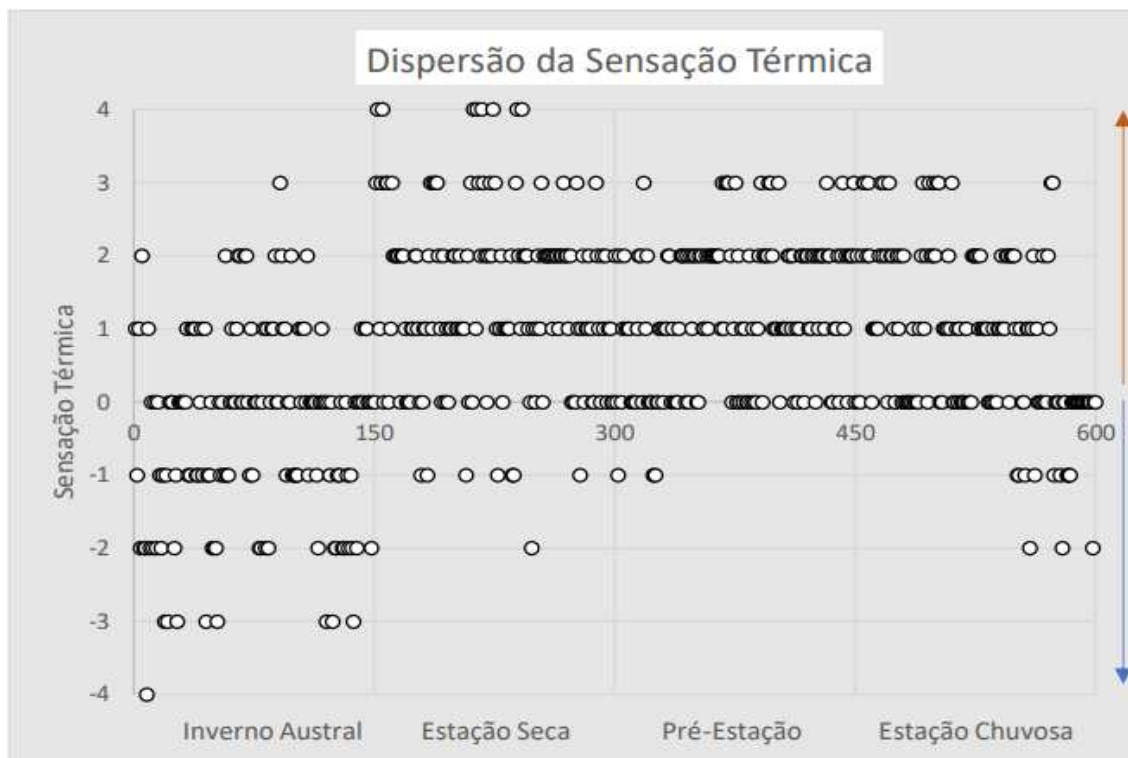 Dispersão da Sensação Térmica
4
3
2
1
0
-1
-2
-3
-4
Sensação Térmica
0 150 300 450 600
Inverno Austral Estação Seca Pré-Estação Estação Chuvosa